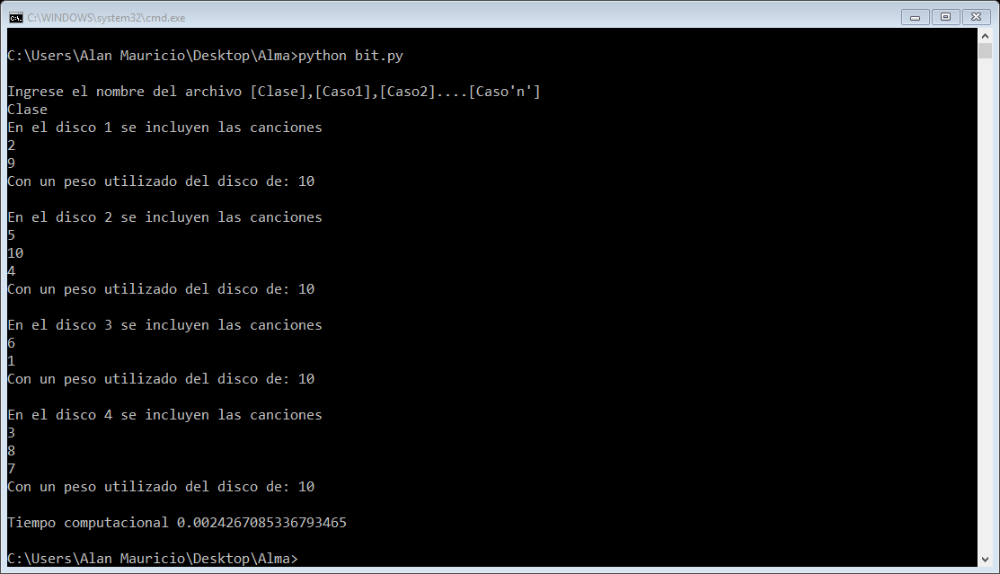 C:\WINDOWS\system32\cmd.exe
C:\Users\Alan Mauricio\Desktop\Alma>python bit.py
Ingrese el nombre del archivo [Clase],[Caso1],[Caso2]....[Caso'n']
Clase
En el disco 1 se incluyen las canciones
2
9
Con un peso utilizado del disco de: 10
En el disco 2 se incluyen las canciones
5
10
4
Con un peso utilizado del disco de: 10
En el disco 3 se incluyen las canciones
6
1
Con un peso utilizado del disco de: 10
En el disco 4 se incluyen las canciones
3
8
7
Con un peso utilizado del disco de: 10
Tiempo computacional 0.0024267085336793465
C:\Users\Alan Mauricio\Desktop\Alma>